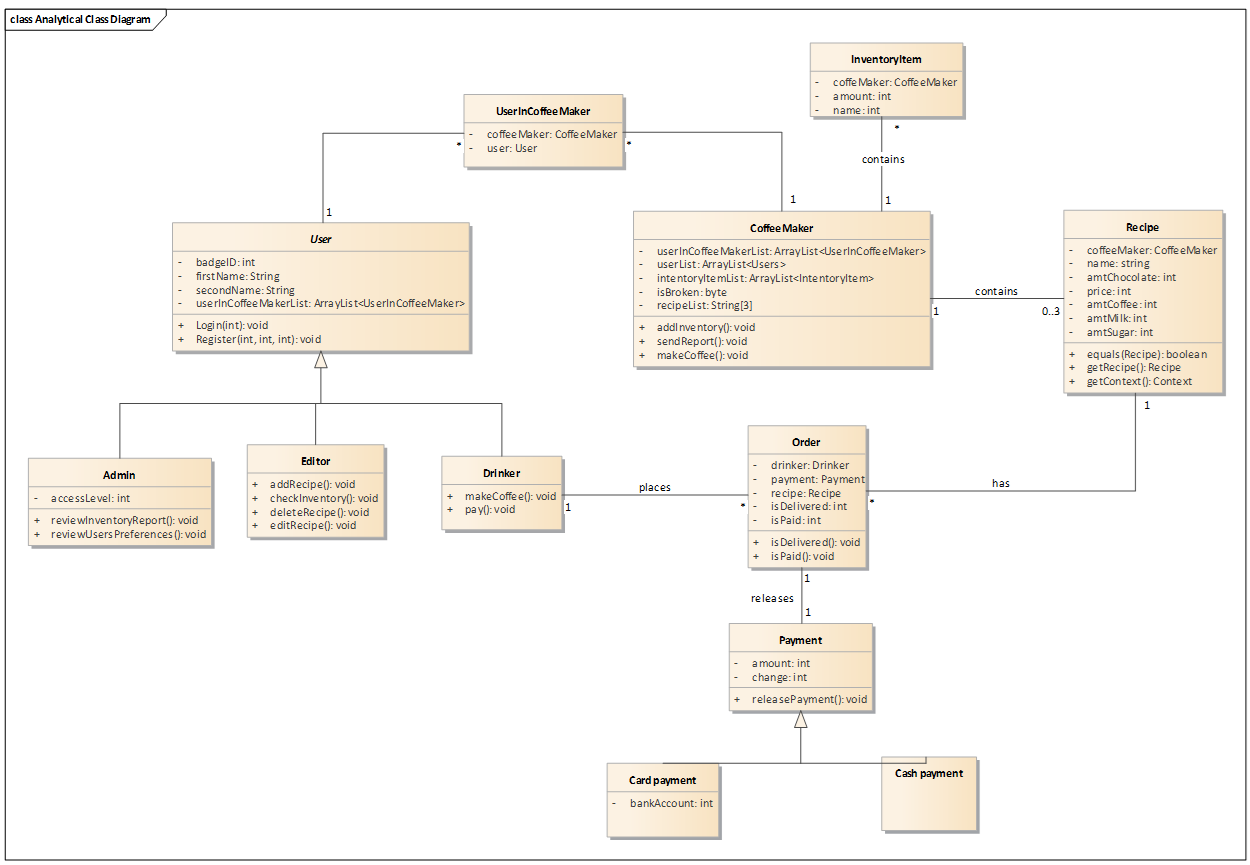 class Analytical Class Diagram
InventoryItem
- coffeMaker: CoffeeMaker
- amount: int
- name: int
*
contains
1
UserInCoffeeMaker
- coffeeMaker: CoffeeMaker
- user: User
*
*
1
1
User
- badgeID: int
- firstName: String
- secondName: String
- userInCoffeeMakerList: ArrayList<UserInCoffeeMaker>
+ Login(int): void
+ Register(int, int, int): void
CoffeeMaker
- userInCoffeeMakerList: ArrayList<UserInCoffeeMaker>
- userList: ArrayList<Users>
- intentoryItemList: ArrayList<IntentoryItem>
- isBroken: byte
- recipeList: String[3]
+ addInventory(): void
+ sendReport(): void
+ makeCoffee(): void
contains
1
0..3
Recipe
- coffeeMaker: CoffeeMaker
- name: string
- amtChocolate: int
- price: int
- amtCoffee: int
- amtMilk: int
- amtSugar: int
+ equals(Recipe): boolean
+ getRecipe(): Recipe
+ getContext(): Context
1
Admin
- accessLevel: int
+ reviewInventoryReport(): void
+ reviewUsersPreferences(): void
Editor
+ addRecipe(): void
+ checkInventory(): void
+ deleteRecipe(): void
+ editRecipe(): void
Drinker
+ makeCoffee(): void
+ pay(): void
1
places
*
Order
- drinker: Drinker
- payment: Payment
- recipe: Recipe
- isDelivered: int
- isPaid: int
+ isDelivered(): void
+ isPaid(): void
*
has
1
releases
1
Payment
- amount: int
- change: int
+ releasePayment(): void
Card payment
- bankAccount: int
Cash payment